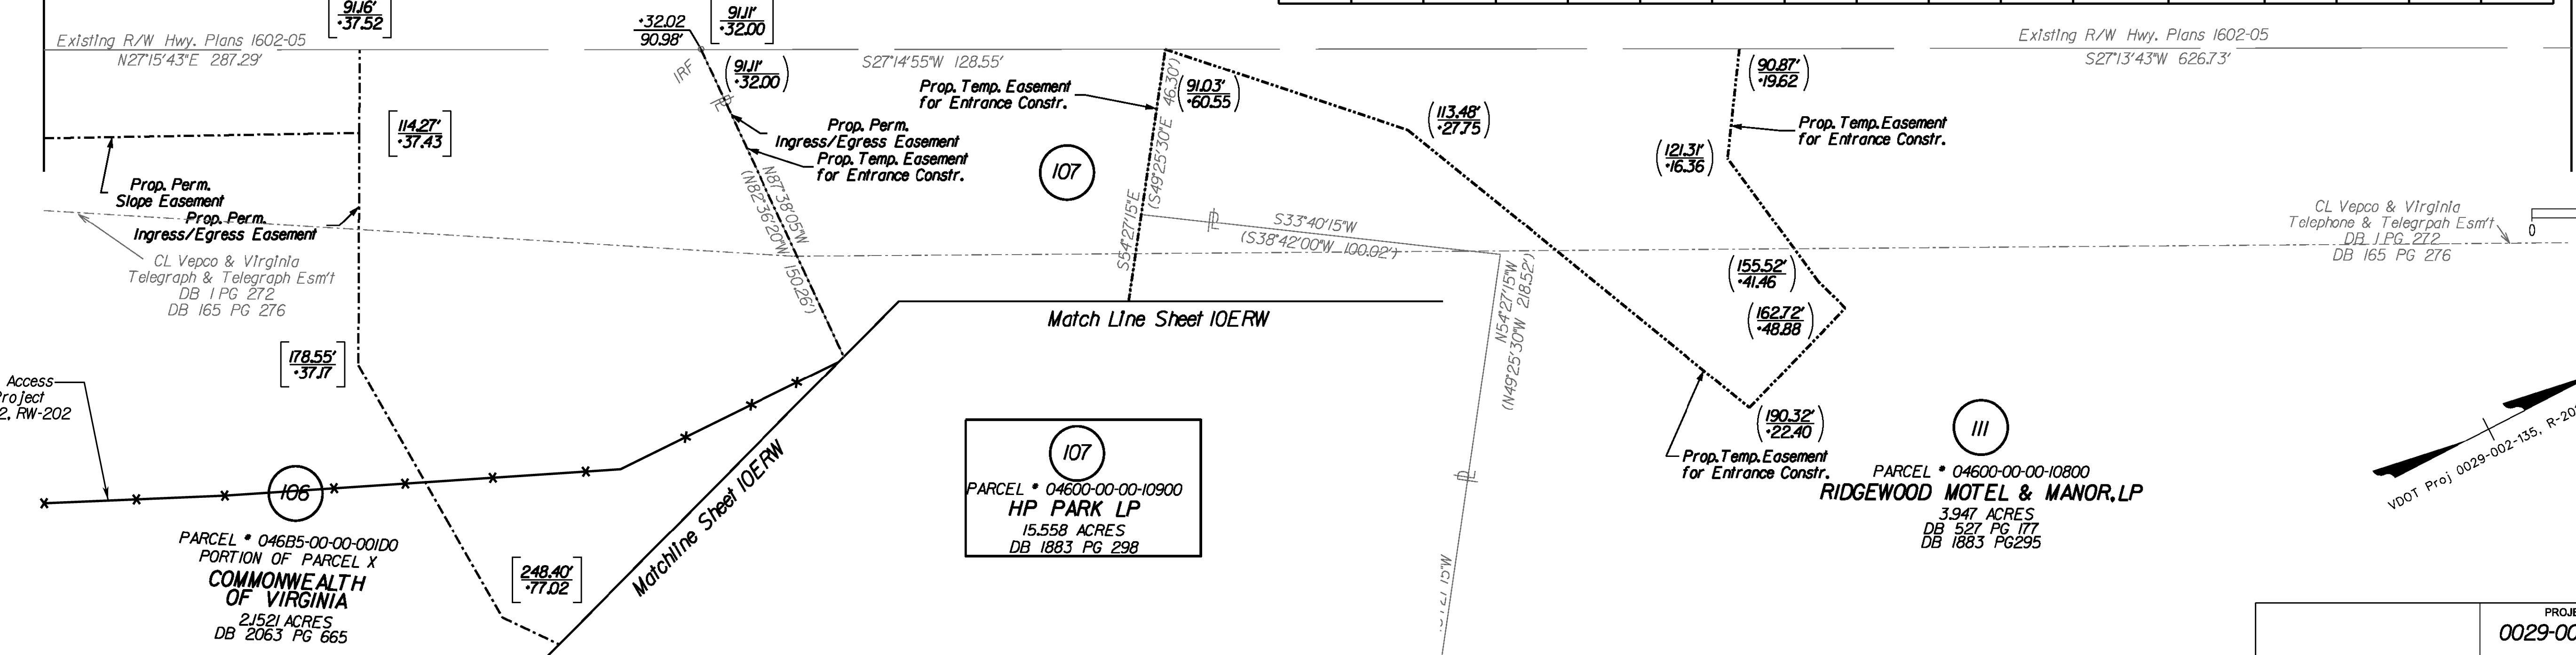 91.16'
+37.52
Existing R/W Hwy. Plans 1602-05
N27°15'43"E 287.29'
+32.02
90.98'
91.11'
+32.00
IRF
(91.11'
+32.00)
S27°14'55"W 128.55'
Prop. Temp. Easement
for Entrance Constr.
(91.03'
+60.55)
(113.48'
+27.75)
Existing R/W Hwy. Plans 1602-05
S27°13'43"W 626.73'
(90.87'
+19.62)
Prop. Temp. Easement
for Entrance Constr.
(121.31'
+16.36)
[114.27'
+37.43]
Prop. Perm.
Ingress/Egress Easement
Prop. Temp. Easement
for Entrance Constr.
107
S54°27'15"E
(S49°25'30"E 46.30')
N87°38'05"W
(N82°36'20"W 150.26')
Prop. Perm.
Slope Easement
Prop. Perm.
Ingress/Egress Easement
CL Vepco & Virginia
Telegraph & Telegraph Esm't
DB 1 PG 272
DB 165 PG 276
S33°40'15"W
(S38°42'00"W 100.02')
N54°27'15"W
(N49°25'30"W 218.52')
CL Vepco & Virginia
Telephone & Telegrpah Esm't
DB 1 PG 272
DB 165 PG 276
0
(155.52'
+41.46)
(162.72'
+48.88)
(190.32'
+22.40)
Prop. Temp. Easement
for Entrance Constr.
Match Line Sheet 10ERW
[178.55'
+37.17]
Access
Project
2, RW-202
106
PARCEL # 046B5-00-00-001D0
PORTION OF PARCEL X
COMMONWEALTH
OF VIRGINIA
2.1521 ACRES
DB 2063 PG 665
[248.40'
+77.02]
Matchline Sheet 10ERW
107
PARCEL # 04600-00-00-10900
HP PARK LP
15.558 ACRES
DB 1883 PG 298
111
PARCEL # 04600-00-00-10800
RIDGEWOOD MOTEL & MANOR, LP
3.947 ACRES
DB 527 PG 177
DB 1883 PG295
VDOT Proj 0029-002-135, R-20
PROJE
0029-00